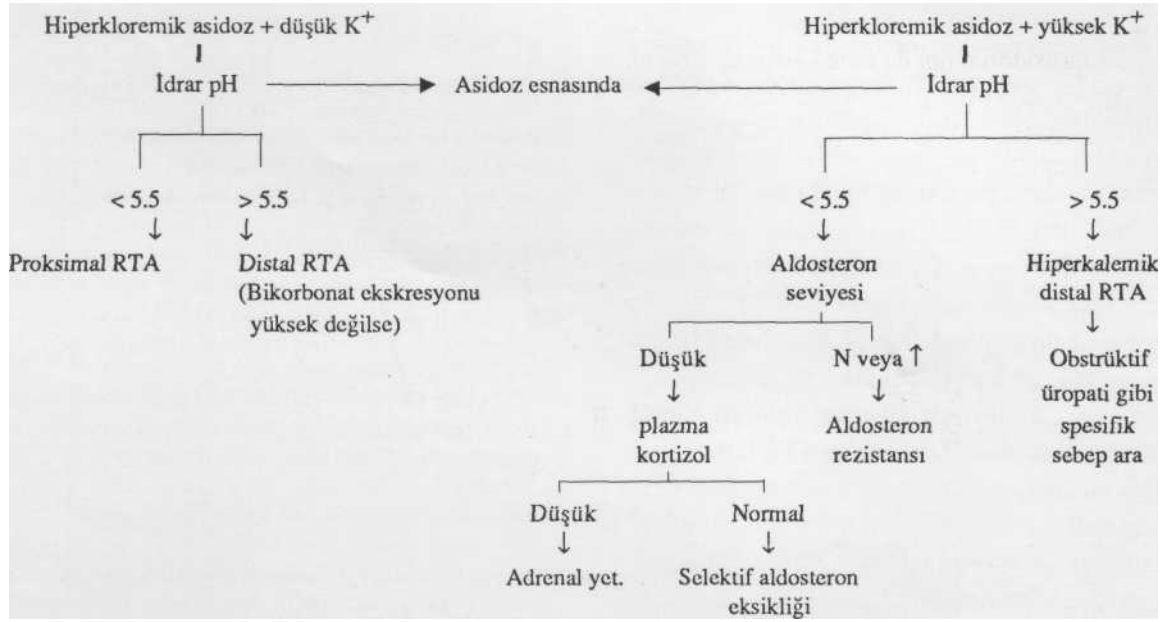 Hiperkloremik asidoz + düşük K+
Hiperkloremik asidoz + yüksek K+
İdrar pH
Asidoz esnasında
İdrar pH
< 5.5
> 5.5
< 5.5
> 5.5
Proksimal RTA
Distal RTA
(Bikorbonat ekskresyonu
yüksek değilse)
Aldosteron
seviyesi
Hiperkalemik
distal RTA
Düşük
N veya ↑
Obstrüktif
üropati gibi
spesifik
sebep ara
plazma
kortizol
Aldosteron
rezistansı
Düşük
Normal
Adrenal yet.
Selektif aldosteron
eksikliği